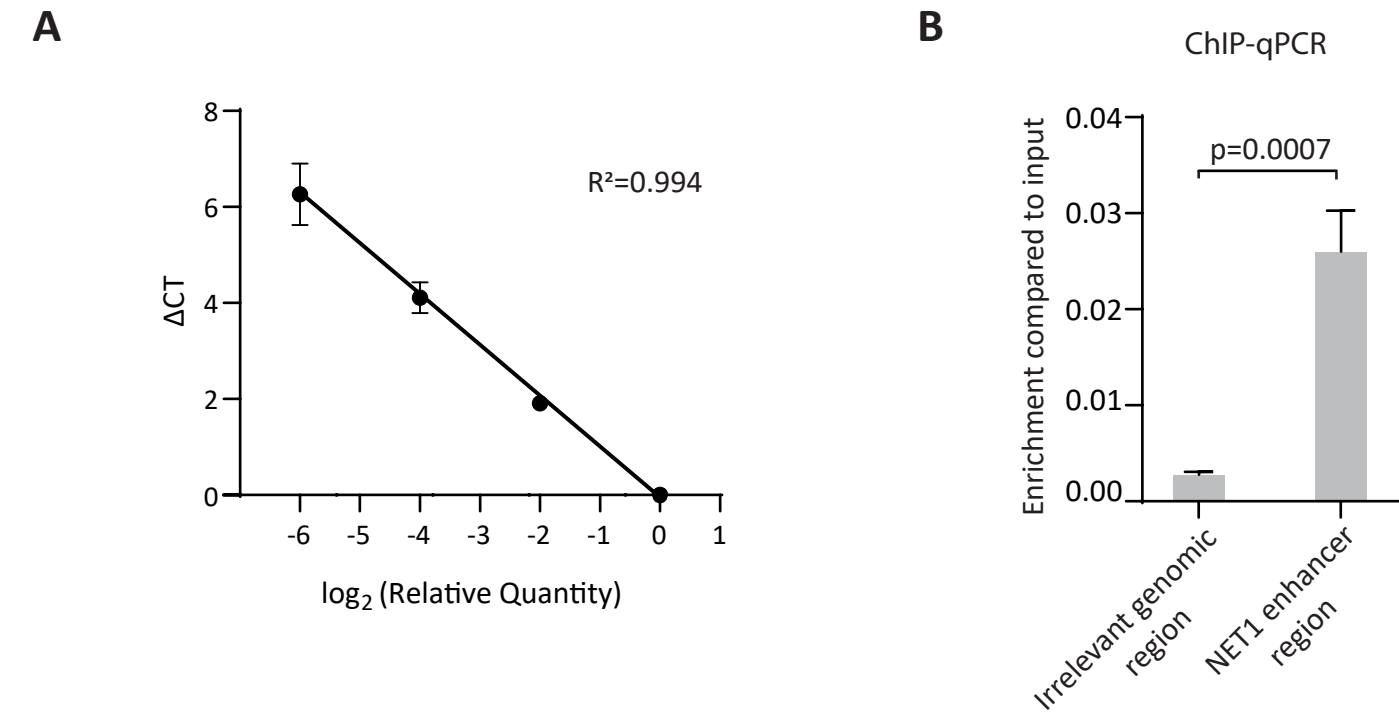 A
8
6
4
2
0
ΔCT
R²=0.994
-6 -5 -4 -3 -2 -1 0 1
log₂ (Relative Quantity)
B
ChIP-qPCR
Enrichment compared to input
0.04
0.03
0.02
0.01
0.00
p=0.0007
Irrelevant genomic
region
NET1 enhancer
region